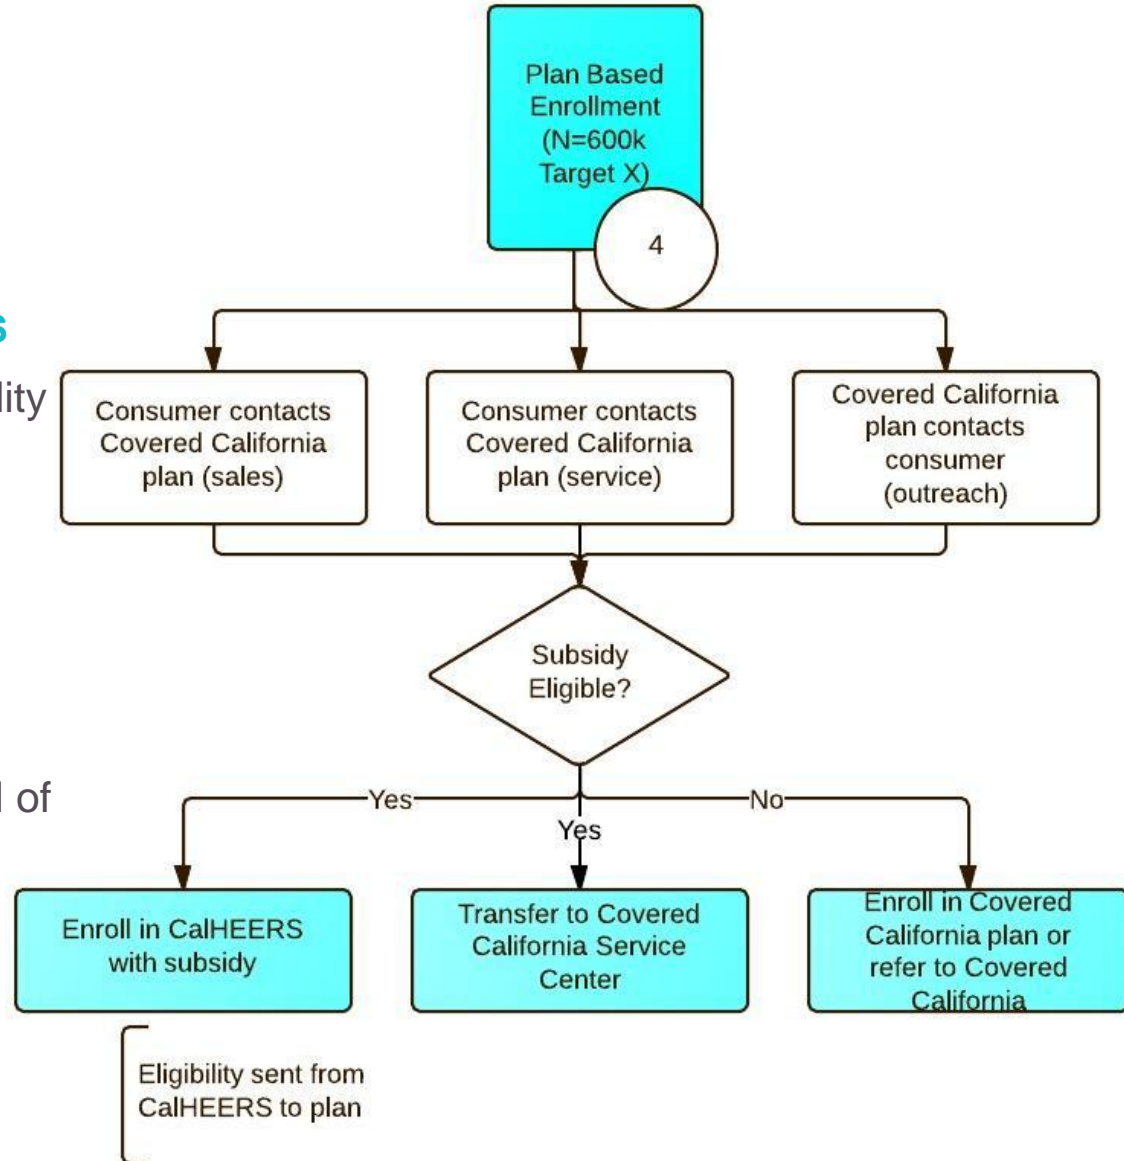 Plan Based
Enrollment
(N=600k
Target X)
4
s
lity
Consumer contacts
Covered California
plan (sales)
Consumer contacts
Covered California
plan (service)
Covered California
plan contacts
consumer
(outreach)
Subsidy
Eligible?
of
Yes
Yes
No
Enroll in CalHEERS
with subsidy
Transfer to Covered
California Service
Center
Enroll in Covered
California plan or
refer to Covered
California
Eligibility sent from
CalHEERS to plan